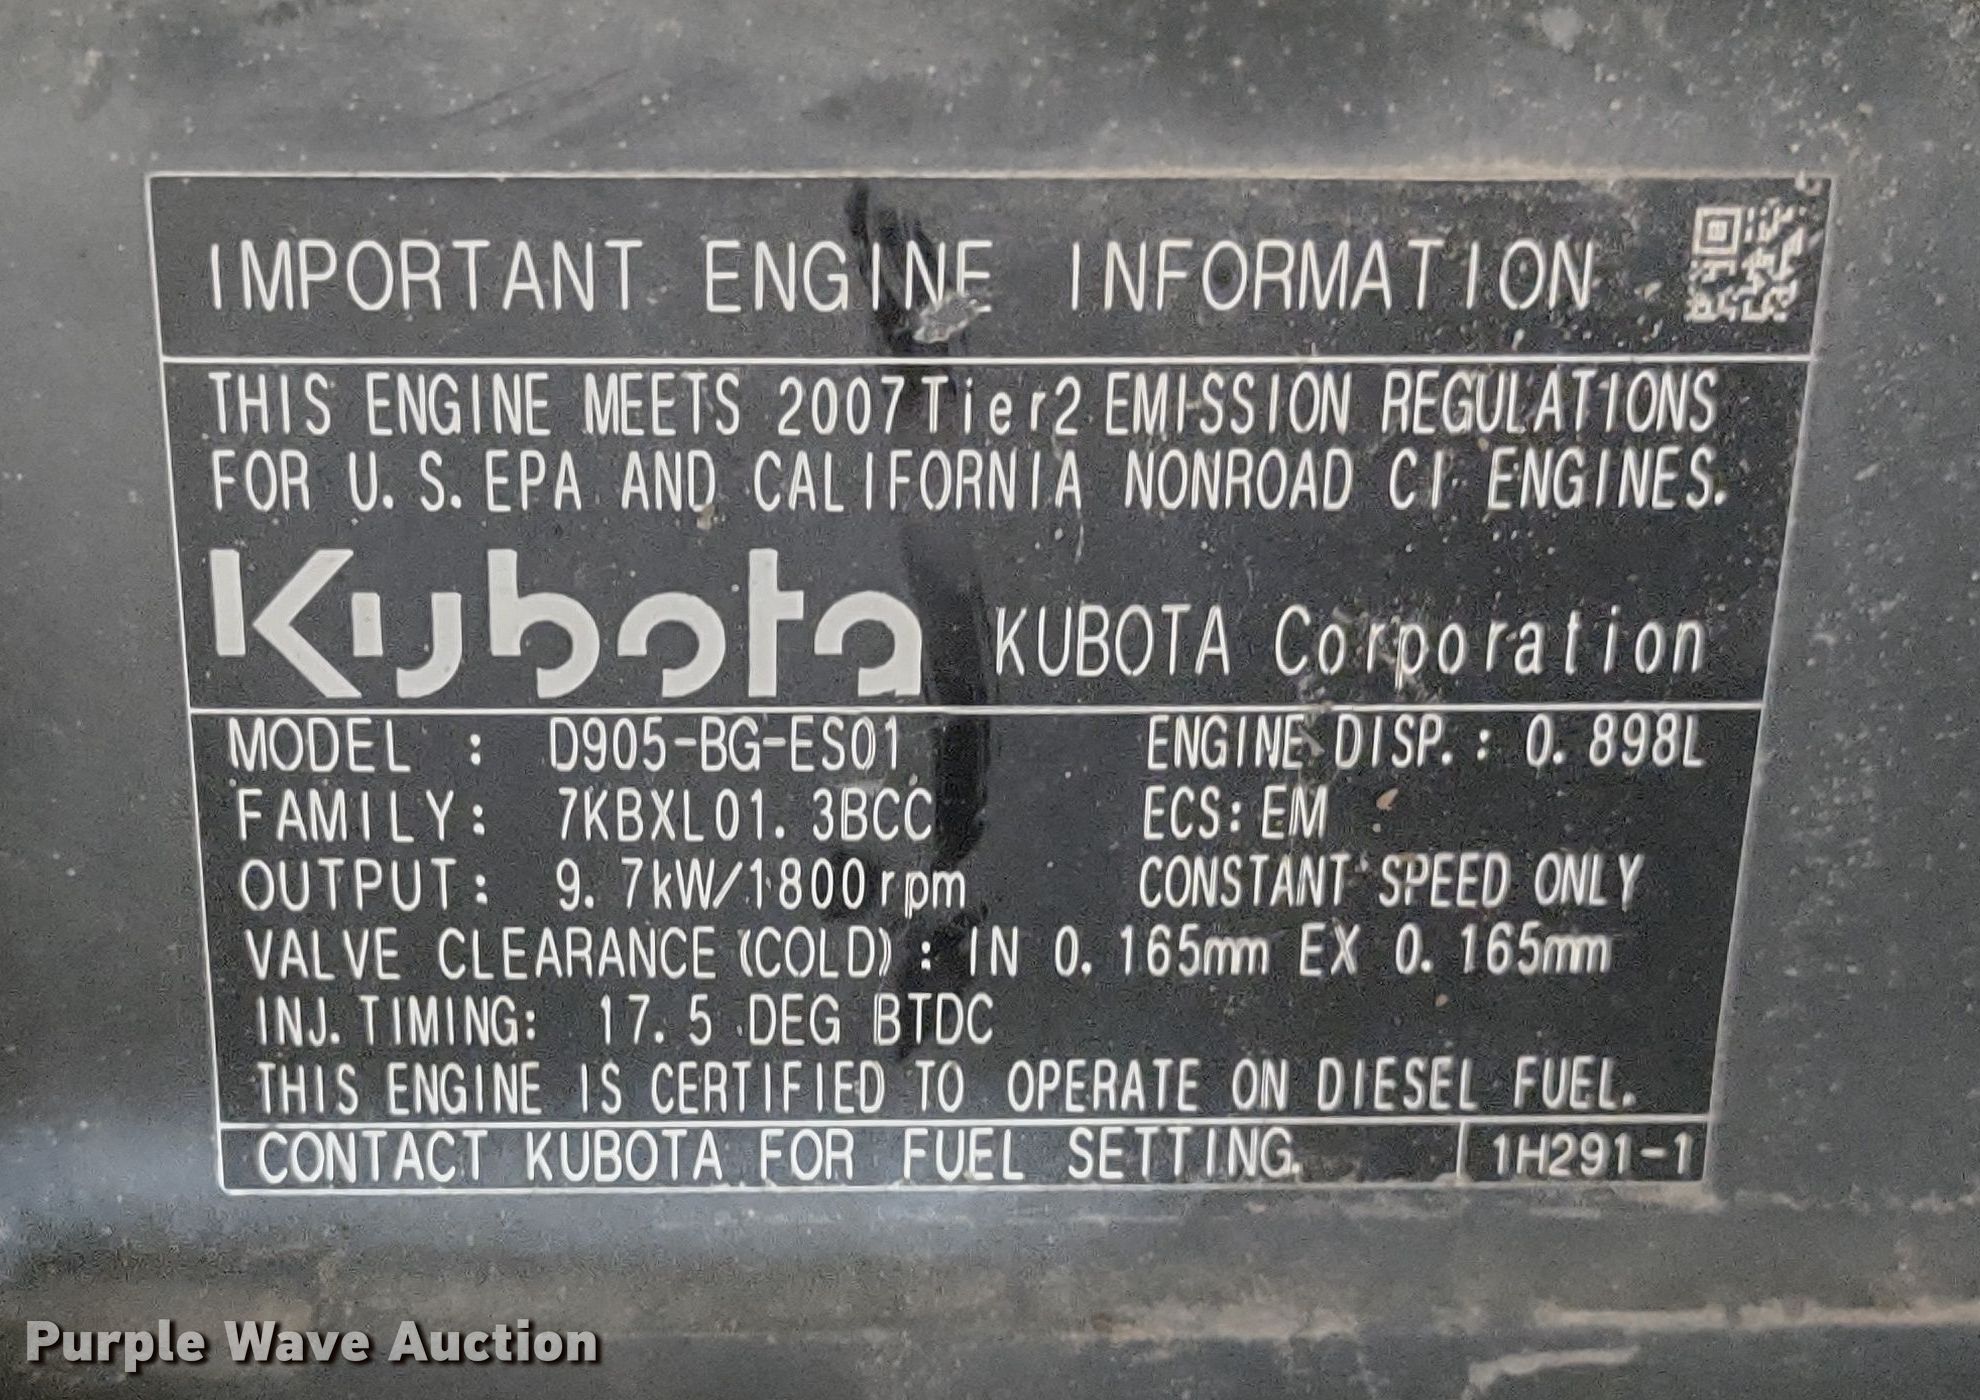 IMPORTANT ENGINE INFORMATION
THIS ENGINE MEETS 2007 Tier2 EMISSION REGULATIONS
FOR U.S. EPA AND CALIFORNIA NONROAD CI ENGINES.
Kubota KUBOTA Corporation
MODEL : D905-BG-ES01 ENGINE DISP.: 0.898L
FAMILY: 7KBXL01.3BCC ECS: EM
OUTPUT: 9.7kW/1800rpm CONSTANT SPEED ONLY
VALVE CLEARANCE (COLD) : IN 0.165mm EX 0.165mm
INJ. TIMING: 17.5 DEG BTDC
THIS ENGINE IS CERTIFIED TO OPERATE ON DIESEL FUEL.
CONTACT KUBOTA FOR FUEL SETTING. 1H291-1
Purple Wave Auction